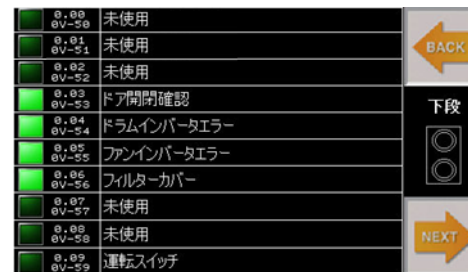 0.00
0V-50 未使用
0.01
0V-51 未使用
0.02
0V-52 未使用
0.03
0V-53 ドア開閉確認
0.04
0V-54 ドラムインバータエラー
0.05
0V-55 ファンインバータエラー
0.06
0V-56 フィルターカバー
0.07
0V-57 未使用
0.08
0V-58 未使用
0.09
0V-59 運転スイッチ
BACK
下段
NEXT